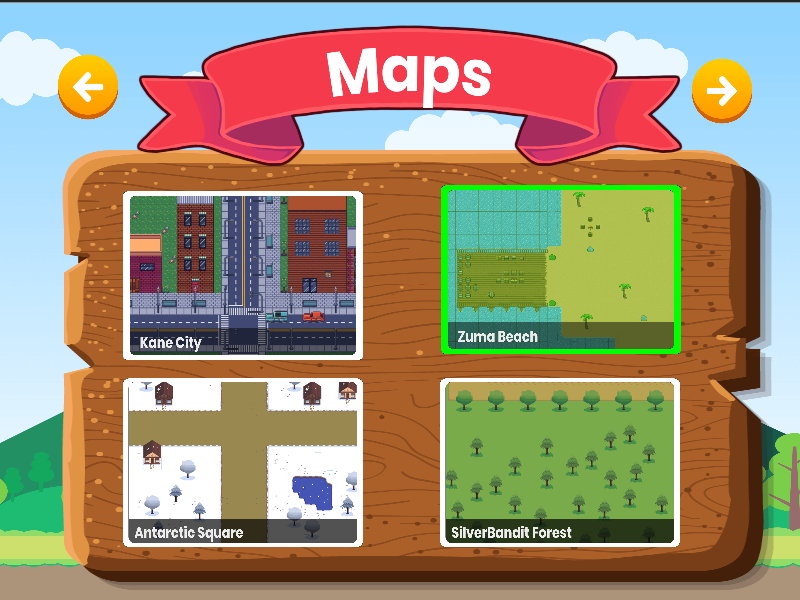 Maps
Kane City
Zuma Beach
Antarctic Square
SilverBandit Forest